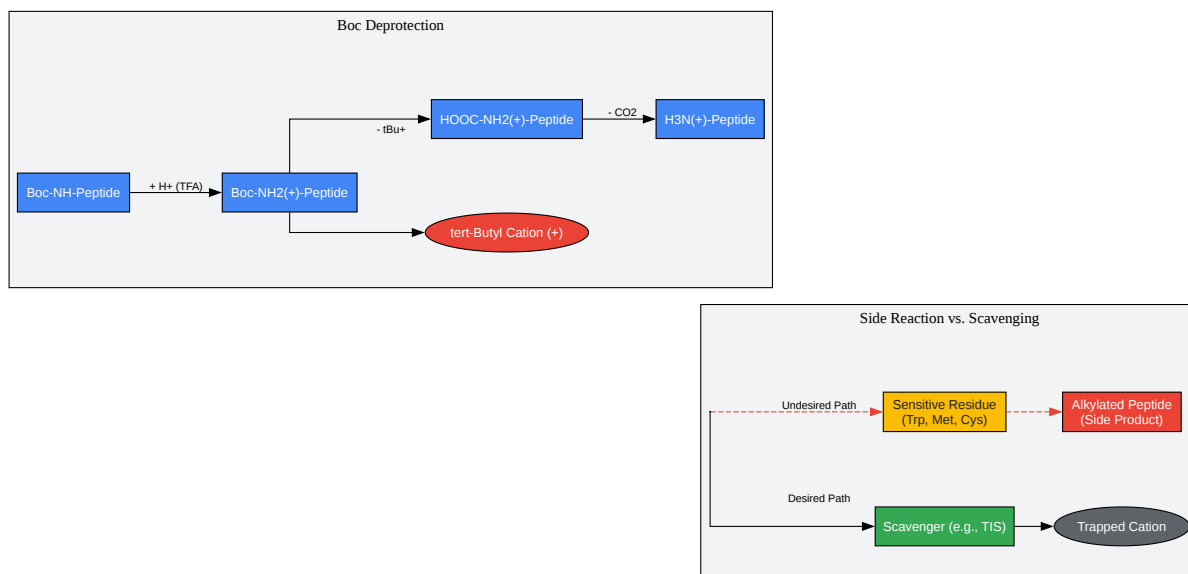 Boc Deprotection
HOOC-NH2(+)-Peptide
- CO2
H3N(+)-Peptide
- tBu+
Boc-NH-Peptide
+ H+ (TFA)
Boc-NH2(+)-Peptide
tert-Butyl Cation (+)
Side Reaction vs. Scavenging
Undesired Path
Sensitive Residue
(Trp, Met, Cys)
Alkylated Peptide
(Side Product)
Desired Path
Scavenger (e.g., TIS)
Trapped Cation